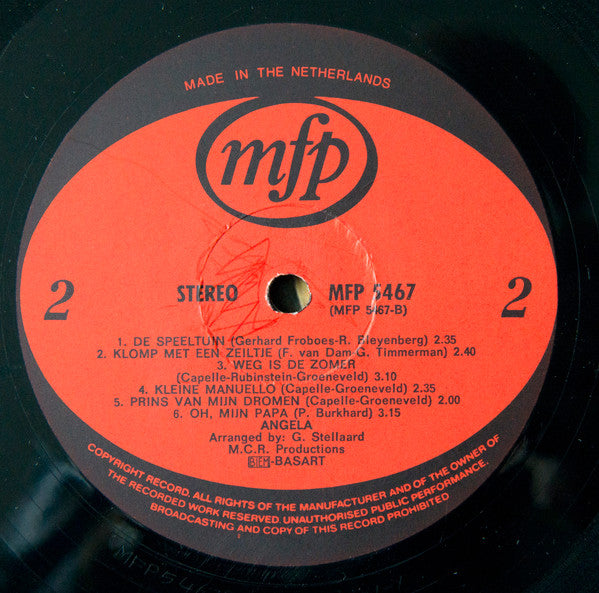 MADE IN THE NETHERLANDS
mfp
2 STEREO MFP 5467 2
(MFP 5467-B)
1. DE SPEELTUIN (Gerhard Froboes-R. Bleyenberg) 2.35
2. KLOMP MET EEN ZEILTJE (F. van Dam-G. Timmerman) 2.40
3. WEG IS DE ZOMER
(Capelle-Rubinstein-Groeneveld) 3.10
4. KLEINE MANUELLO (Capelle-Groeneveld) 2.35
5. PRINS VAN MIJN DROMEN (Capelle-Groeneveld) 2.00
6. OH, MIJN PAPA (P. Burkhard) 3.15
ANGELA
Arranged by: G. Stellaard
M.C.R. Productions
BIEM-BASART
COPYRIGHT RECORD. ALL RIGHTS OF THE MANUFACTURER AND OF THE OWNER OF
THE RECORDED WORK RESERVED. UNAUTHORISED PUBLIC PERFORMANCE.
BROADCASTING AND COPY OF THIS RECORD PROHIBITED